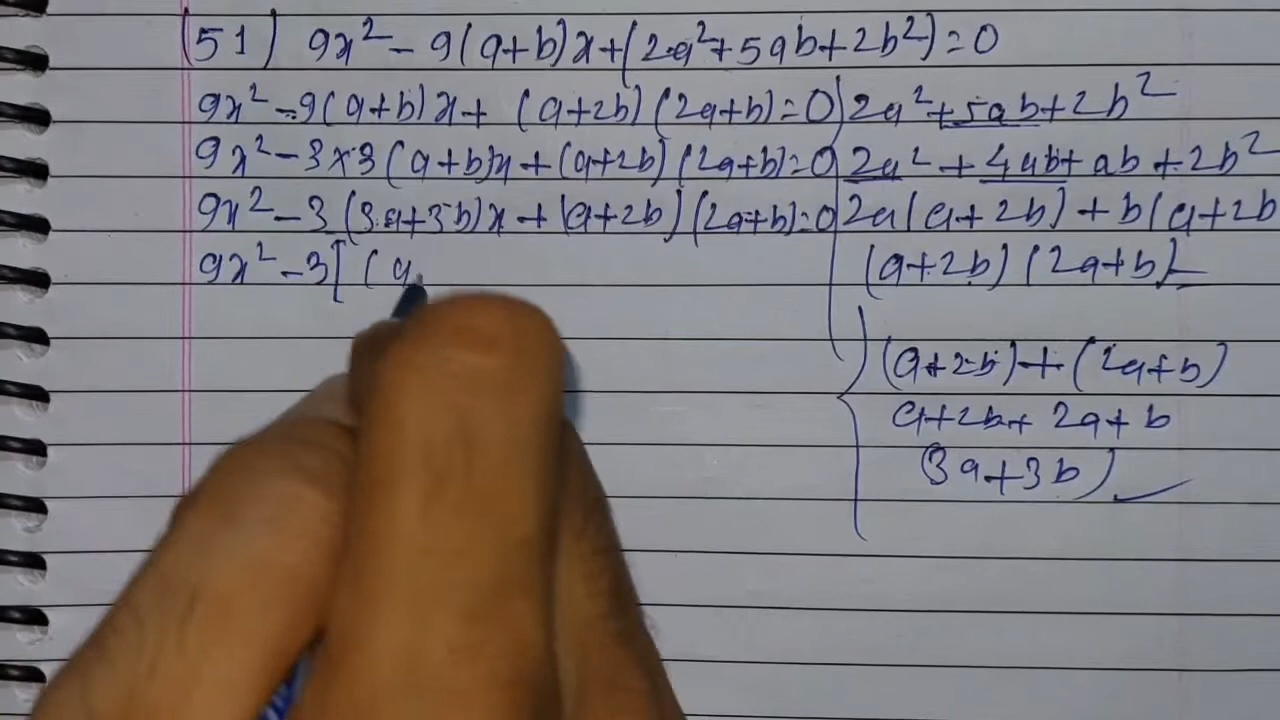 (51) 9x² - 9(a+b)x + (2a² + 5ab + 2b²) = 0
9x² - 9(a+b)x + (a+2b)(2a+b) = 0
9x² - 3×3(a+b)x + (a+2b)(2a+b) = 0
9x² - 3(3a+3b)x + (a+2b)(2a+b) = 0
9x² - 3[(a
2a² + 5ab + 2b²
2a² + 4ab + ab + 2b²
2a(a+2b) + b(a+2b
(a+2b)(2a+b)
(a+2b) + (2a+b)
a+2b + 2a+b
(3a+3b)